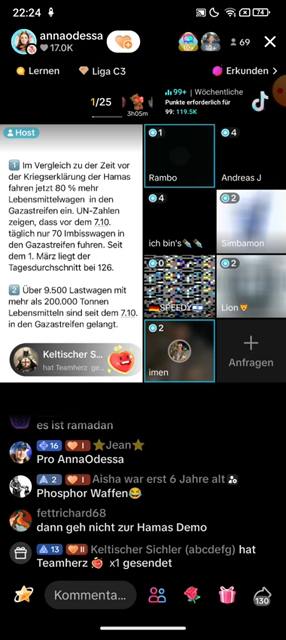 22:24
74
annaodessa
17.0K
69
Lernen
Liga C3
Erkunden >
1/25
3h05m
99+ Wöchentliche
Punkte erforderlich für
99: 119.5K
Host
1 Im Vergleich zu der Zeit vor
der Kriegserklärung der Hamas
fahren jetzt 80 % mehr
Lebensmittelwagen in den
Gazastreifen ein. UN-Zahlen
zeigen, dass vor dem 7.10.
täglich nur 70 Imbisswagen in
den Gazastreifen fuhren. Seit
dem 1. März liegt der
Tagesdurchschnitt bei 126.
2 Über 9.500 Lastwagen mit
mehr als 200.000 Tonnen
Lebensmitteln sind seit dem 7.10.
in den Gazastreifen gelangt.
Keltischer S...
hat Teamherz ge
1
Rambo
4
Andreas J
4
ich bin's
2
Simbamon
0
SPEEDY
2
Lion
2
imen
+
Anfragen
es ist ramadan
16 I Jean
Pro AnnaOdessa
2 I Aisha war erst 6 Jahre alt
Phosphor Waffen😂
fettrichard68
dann geh nicht zur Hamas Demo
13 II Keltischer Sichler (abcdefg) hat
Teamherz x1 gesendet
Kommenta...
130